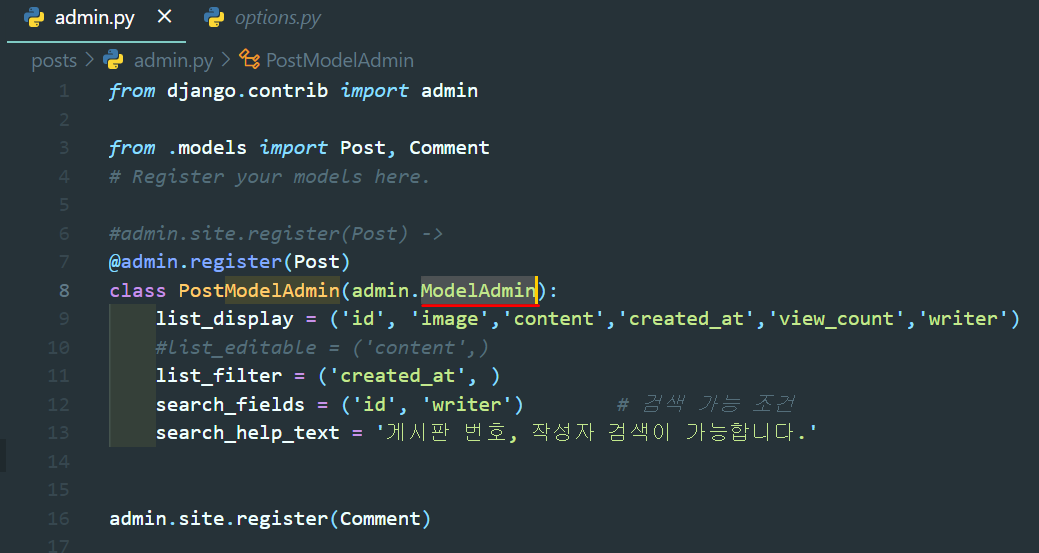 admin.py × options.py
posts > admin.py > PostModelAdmin
1 from django.contrib import admin
2
3 from .models import Post, Comment
4 # Register your models here.
5
6 #admin.site.register(Post) ->
7 @admin.register(Post)
8 class PostModelAdmin(admin.ModelAdmin):
9     list_display = ('id', 'image','content','created_at','view_count','writer')
10     #list_editable = ('content',)
11     list_filter = ('created_at', )
12     search_fields = ('id', 'writer')        # 검색 가능 조건
13     search_help_text = '게시판 번호, 작성자 검색이 가능합니다.'
14
15
16 admin.site.register(Comment)
17